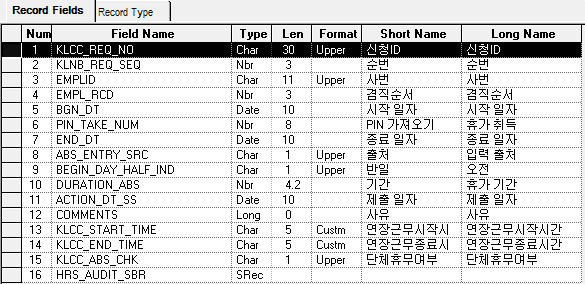 Record Fields Record Type
Num Field Name Type Len Format Short Name Long Name
1 KLCC_REQ_NO Char 30 Upper 신청ID 신청ID
2 KLNB_REQ_SEQ Nbr 3 순번 순번
3 EMPLID Char 11 Upper 사번 사번
4 EMPL_RCD Nbr 3 겸직순서 겸직순서
5 BGN_DT Date 10 시작 일자 시작 일자
6 PIN_TAKE_NUM Nbr 8 PIN 가져오기 휴가 취득
7 END_DT Date 10 종료 일자 종료 일자
8 ABS_ENTRY_SRC Char 1 Upper 출처 입력 출처
9 BEGIN_DAY_HALF_IND Char 1 Upper 반일 오전
10 DURATION_ABS Nbr 4.2 기간 휴가 기간
11 ACTION_DT_SS Date 10 제출 일자 제출 일자
12 COMMENTS Long 0 사유 사유
13 KLCC_START_TIME Char 5 Custm 연장근무시작시 연장근무시작시간
14 KLCC_END_TIME Char 5 Custm 연장근무종료시 연장근무종료시간
15 KLCC_ABS_CHK Char 1 Upper 단체휴무여부 단체휴무여부
16 HRS_AUDIT_SBR SRec